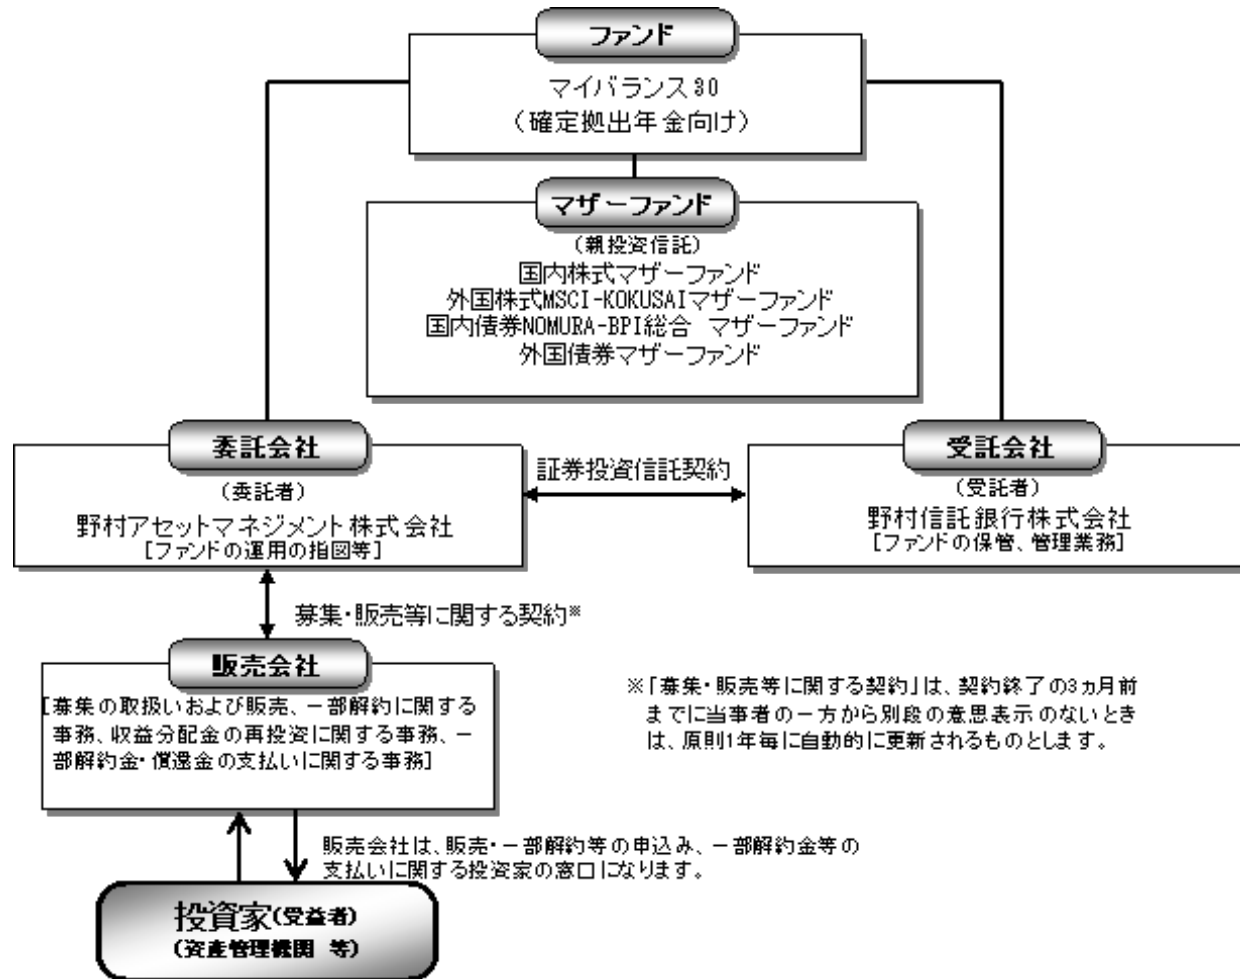 ファンド
マイバランス30
(確定拠出年金向け)
マザーファンド
(親投資信託)
国内株式マザーファンド
外国株式MSCI-KOKUSAIマザーファンド
国内債券NOMURA-BPI総合 マザーファンド
外国債券マザーファンド
委託会社
(委託者)
野村アセットマネジメント株式会社
[ファンドの運用の指図等]
証券投資信託契約
受託会社
(受託者)
野村信託銀行株式会社
[ファンドの保管、管理業務]
募集・販売等に関する契約※
販売会社
[募集の取扱いおよび販売、一部解約に関する
事務、収益分配金の再投資に関する事務、一
部解約金・償還金の支払いに関する事務]
※「募集・販売等に関する契約」は、契約終了の3ヵ月前
までに当事者の一方から別段の意思表示のないとき
は、原則1年毎に自動的に更新されるものとします。
販売会社は、販売・一部解約等の申込み、一部解約金等の
支払いに関する投資家の窓口になります。
投資家(受益者)
(資産管理機関 等)